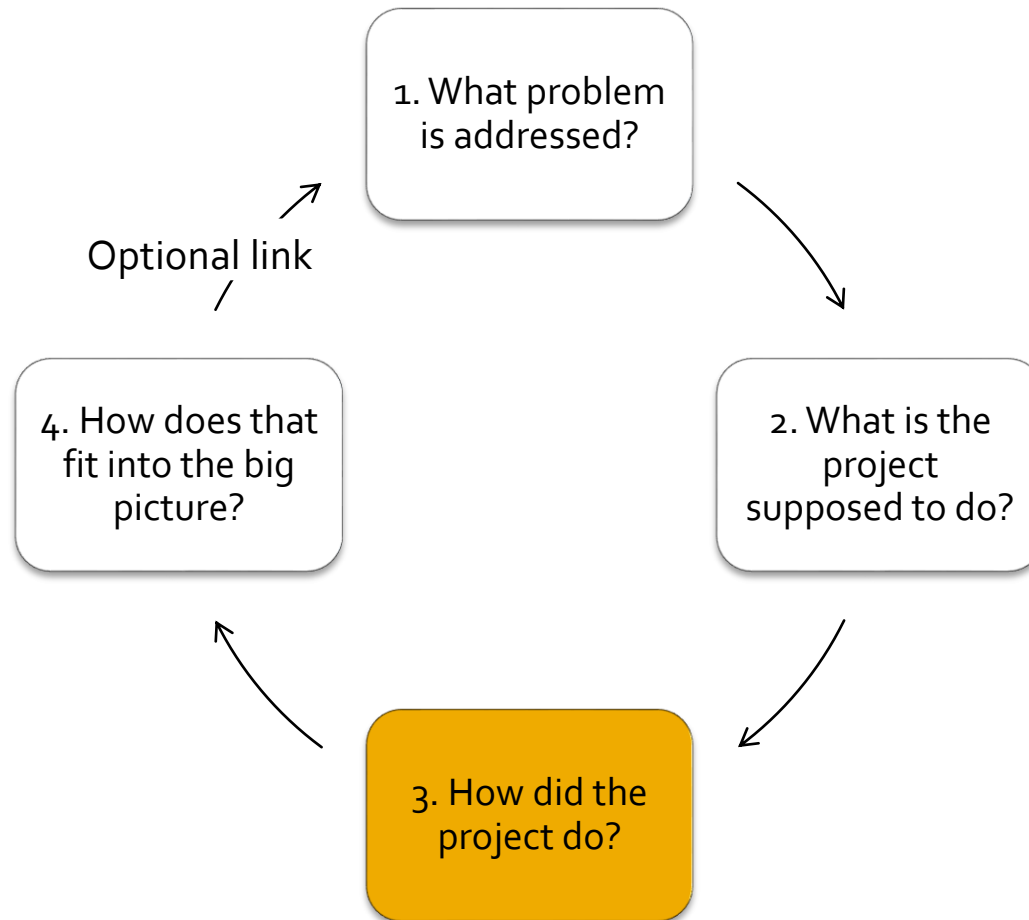 1. What problem
is addressed?
Optional link
4. How does that
fit into the big
picture?
2. What is the
project
supposed to do?
3. How did the
project do?